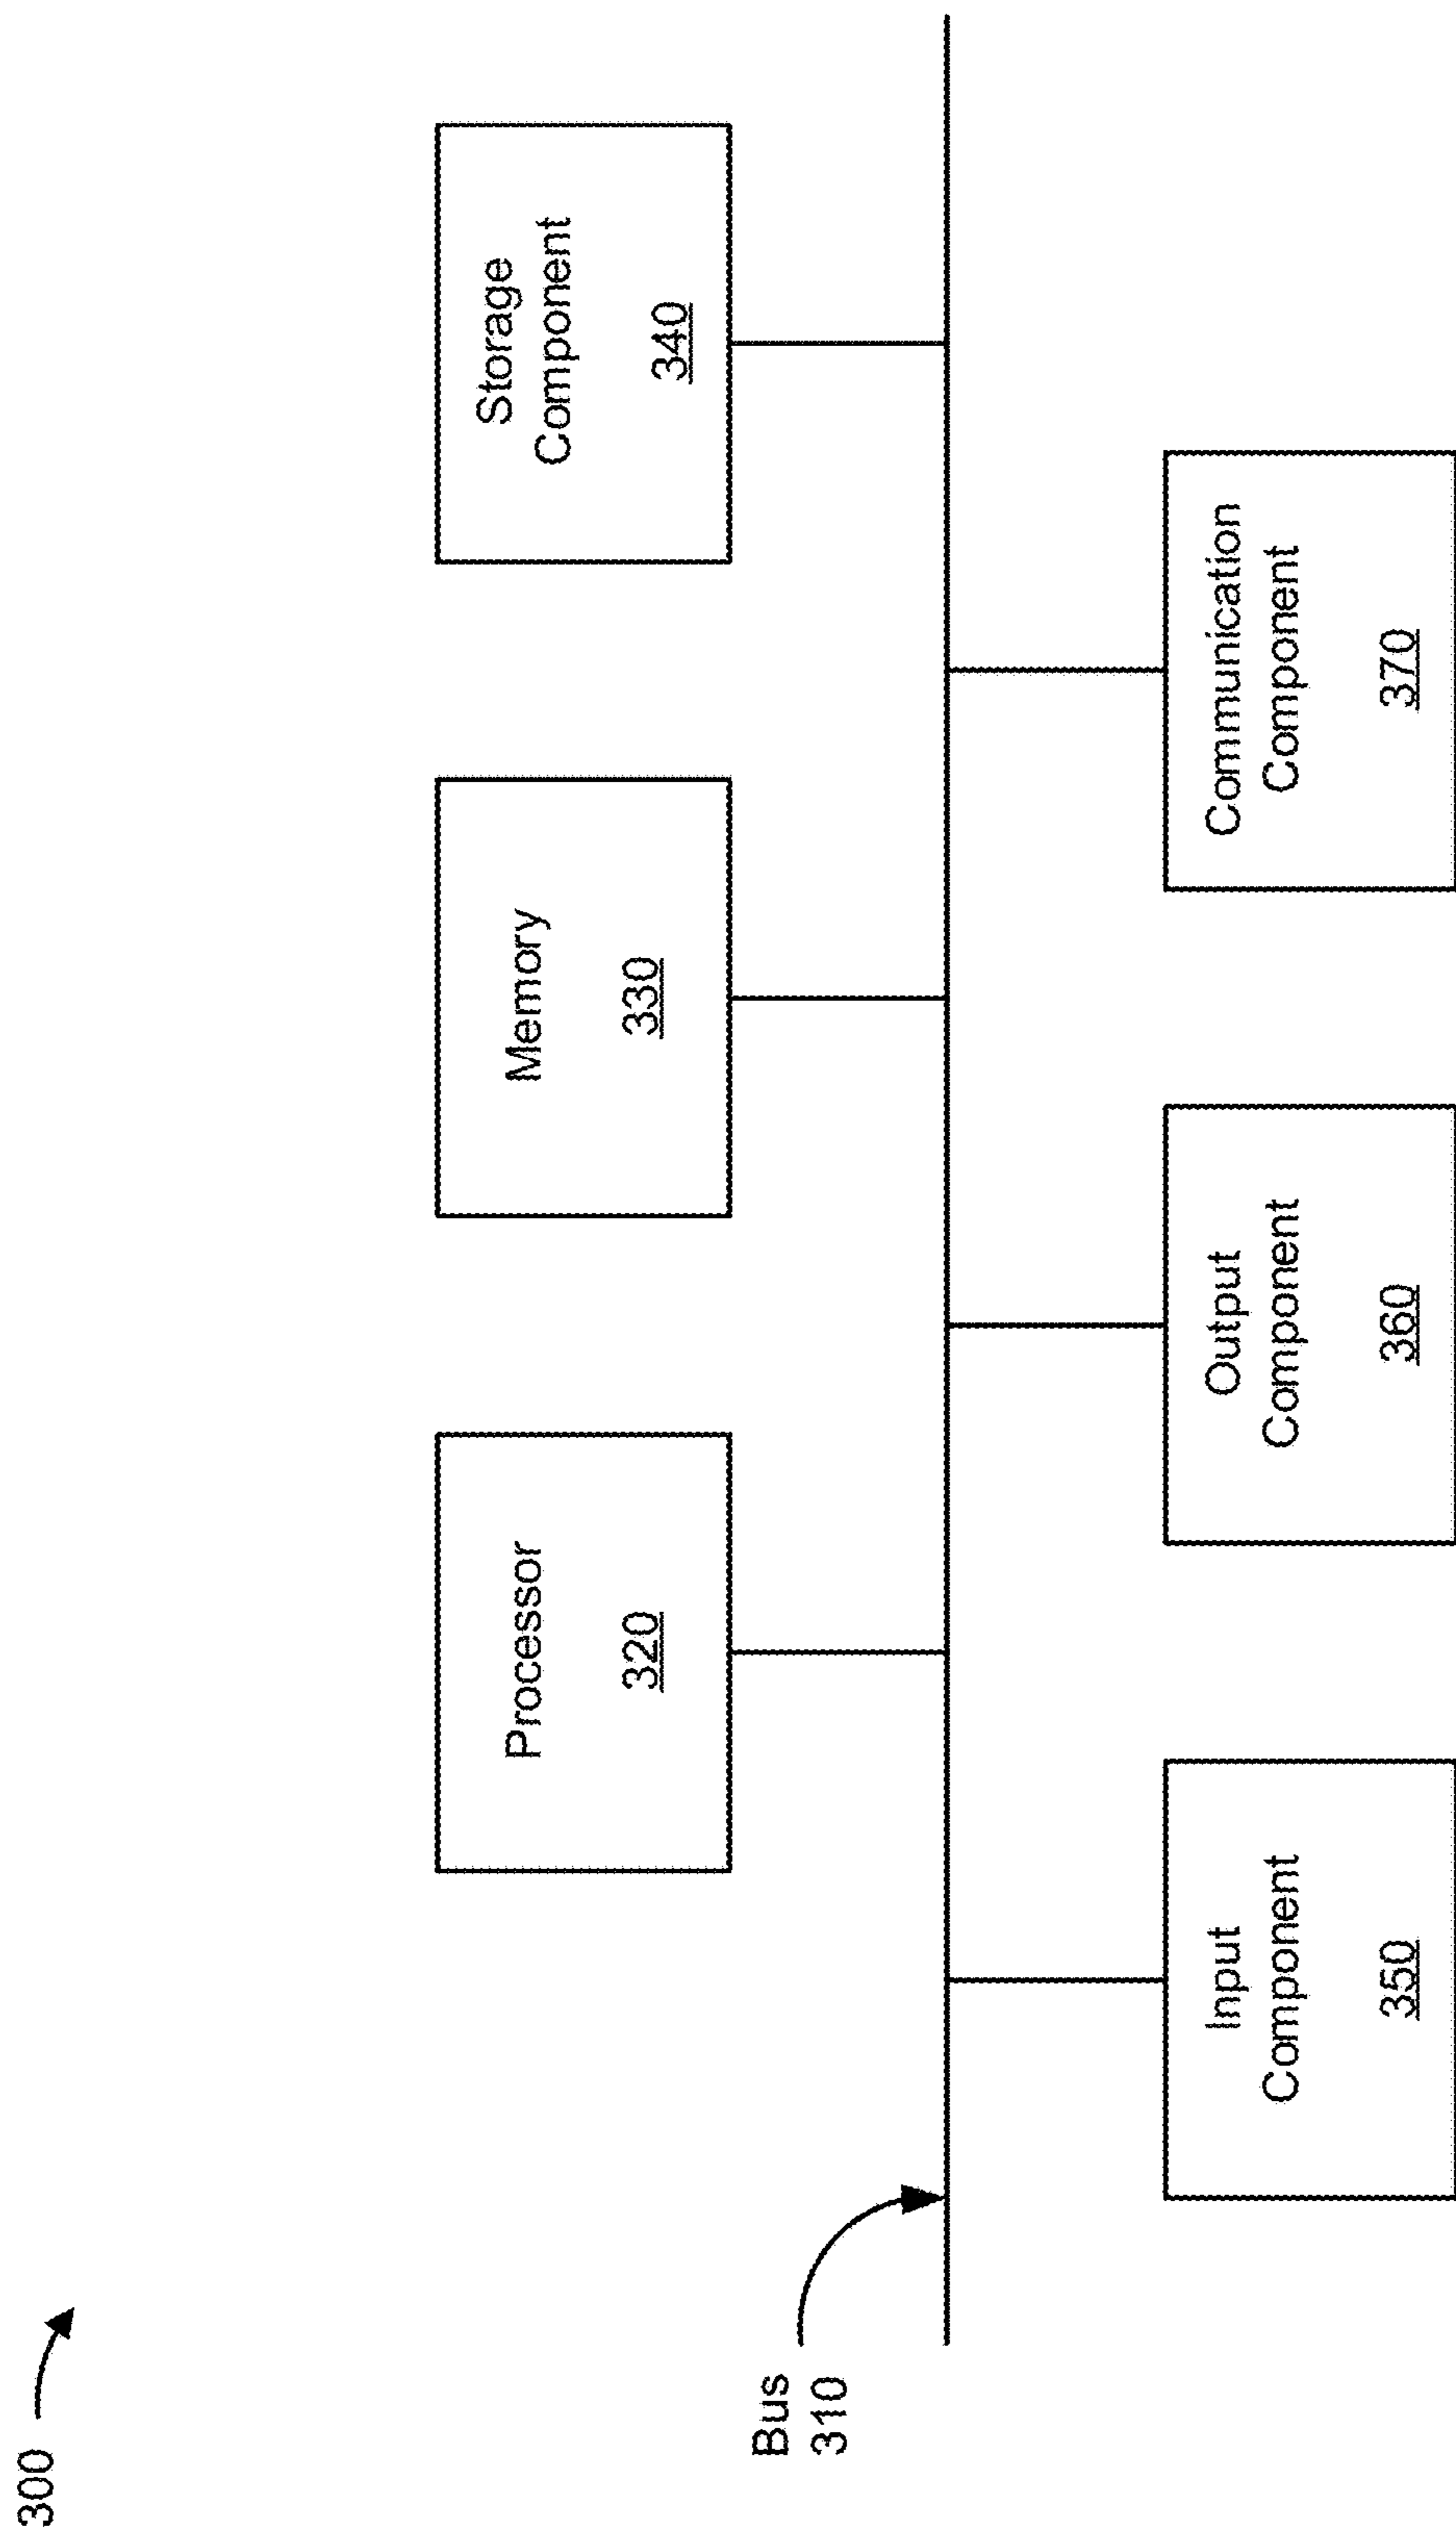 300
Processor
320
Memory
330
Storage
Component
340
Bus
310
Input
Component
350
Output
Component
360
Communication
Component
370